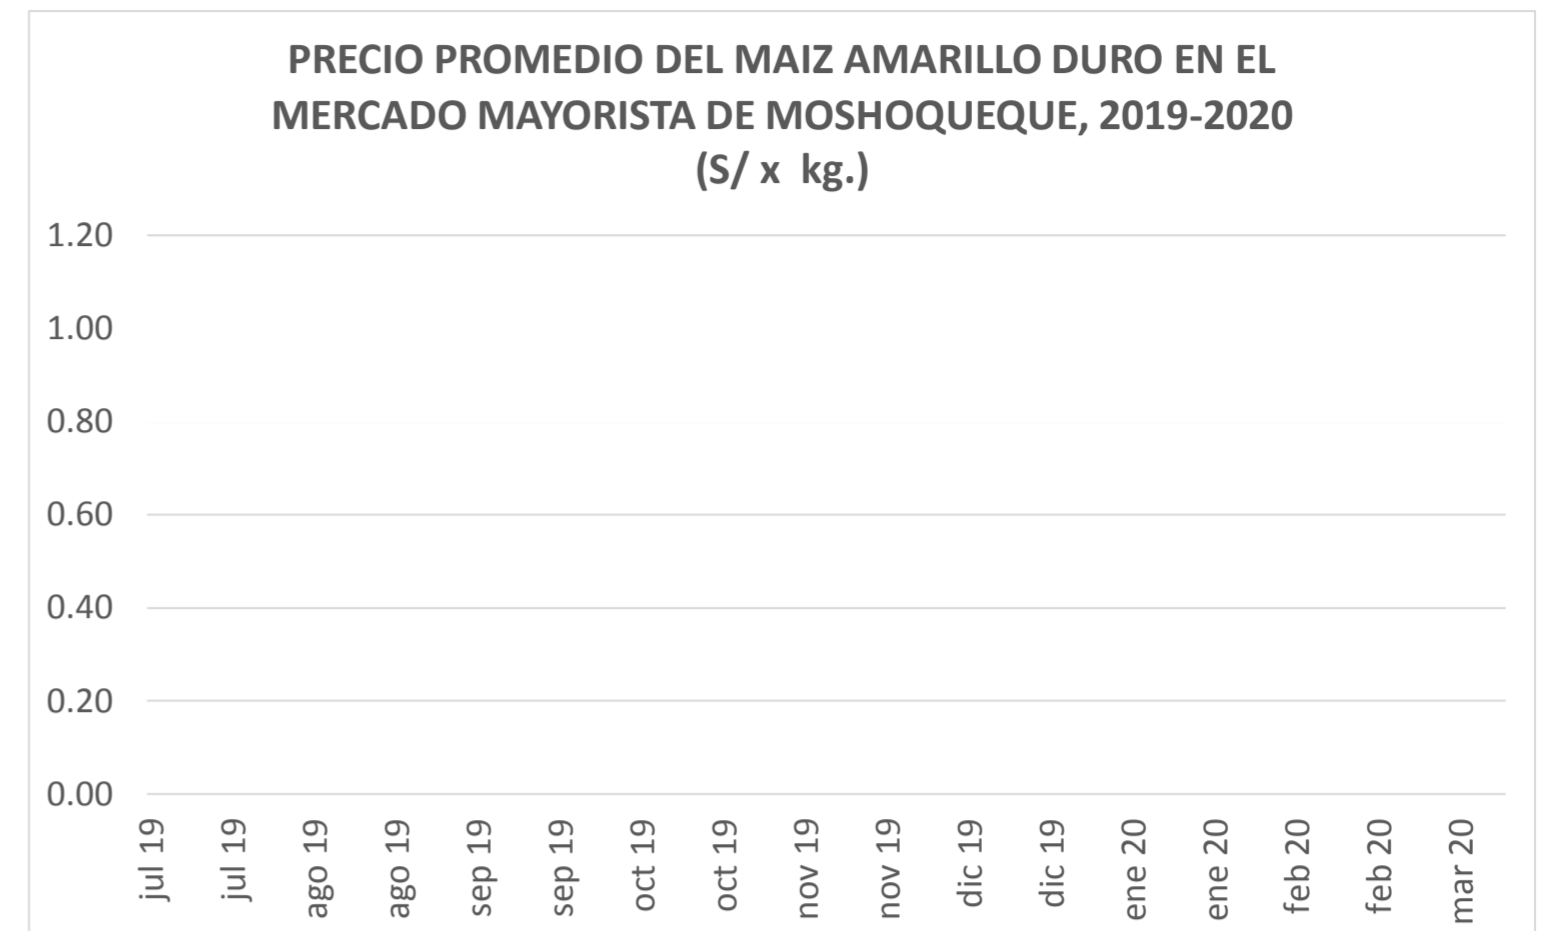 PRECIO PROMEDIO DEL MAIZ AMARILLO DURO EN EL
MERCADO MAYORISTA DE MOSHOQUEQUE, 2019-2020
(S/ x kg.)
1.20
1.00
0.80
0.60
0.40
0.20
0.00
jul 19
jul 19
ago 19
ago 19
sep 19
sep 19
oct 19
oct 19
nov 19
nov 19
dic 19
dic 19
ene 20
ene 20
feb 20
feb 20
mar 20